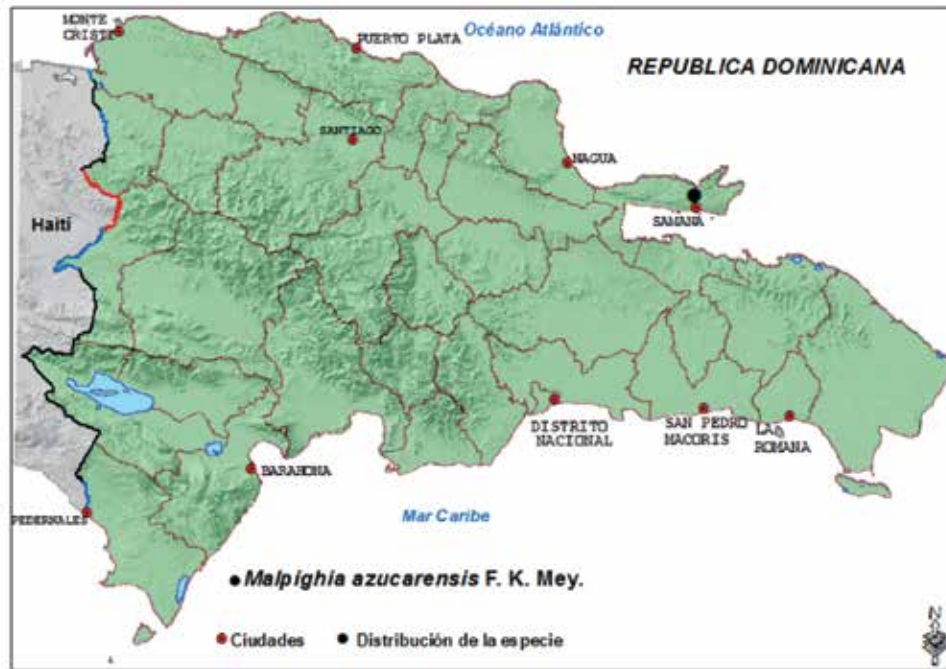 MONTE
CRISTI
PUERTO PLATA
Océano Atlántico
REPUBLICA DOMINICANA
SANTIAGO
NAGUA
SAMANA
Haití
DISTRITO
NACIONAL
SAN PEDRO
MACORIS
LA
ROMANA
BARAHONA
PEDERNALES
Mar Caribe
Malpighia azucarensis F. K. Mey.
Ciudades
Distribución de la especie